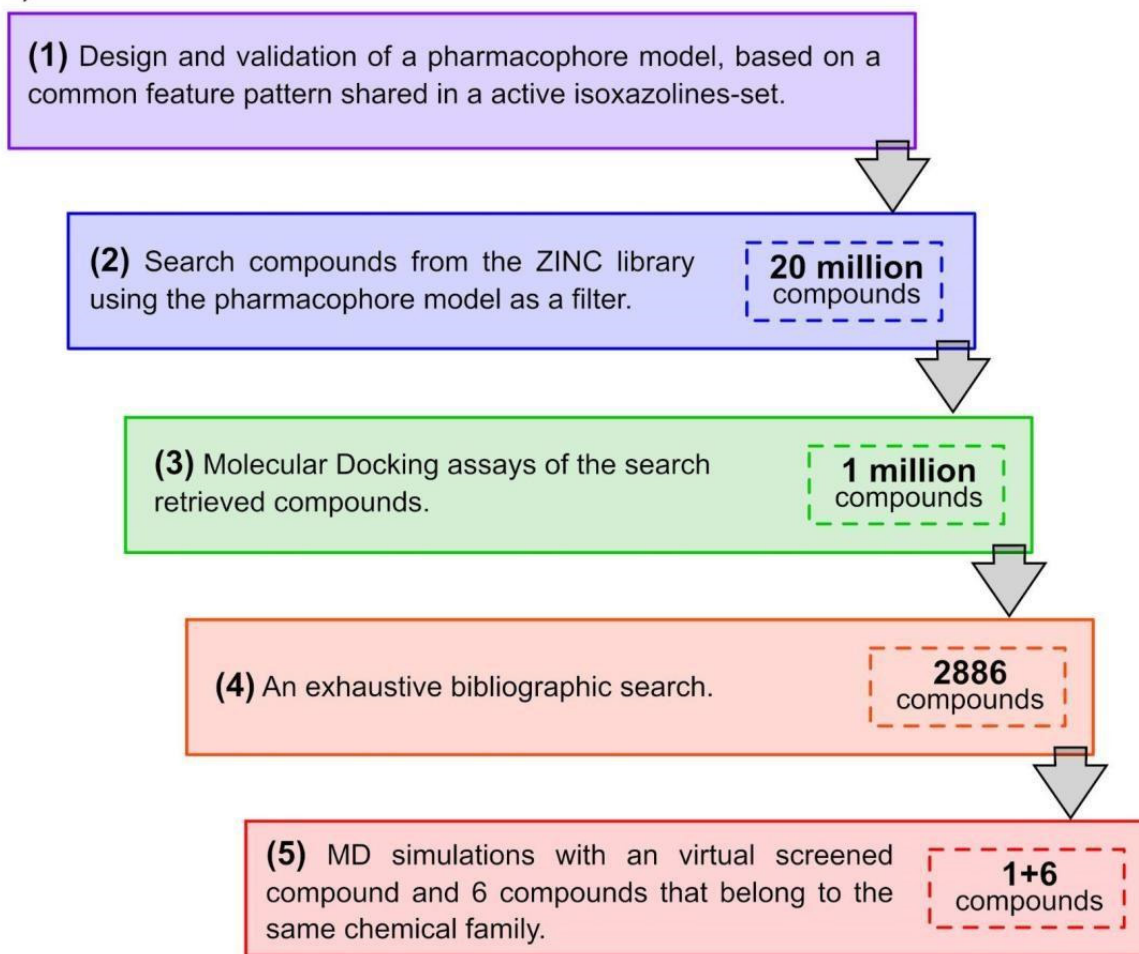 (1) Design and validation of a pharmacophore model, based on a
common feature pattern shared in a active isoxazolines-set.
(2) Search compounds from the ZINC library
using the pharmacophore model as a filter.
20 million
compounds
(3) Molecular Docking assays of the search
retrieved compounds.
1 million
compounds
(4) An exhaustive bibliographic search.
2886
compounds
(5) MD simulations with an virtual screened
compound and 6 compounds that belong to the
same chemical family.
1+6
compounds